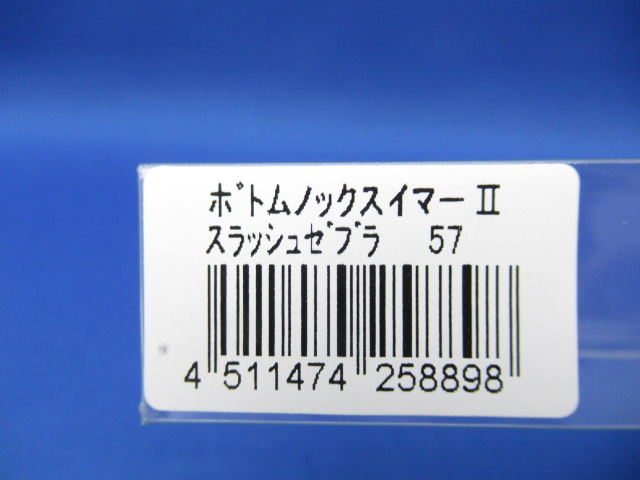 ﾎﾞﾄﾑﾉｯｸｽｲﾏｰⅡ
ｽﾗｯｼｭｾﾞﾌﾞﾗ 57
4 511474 258898